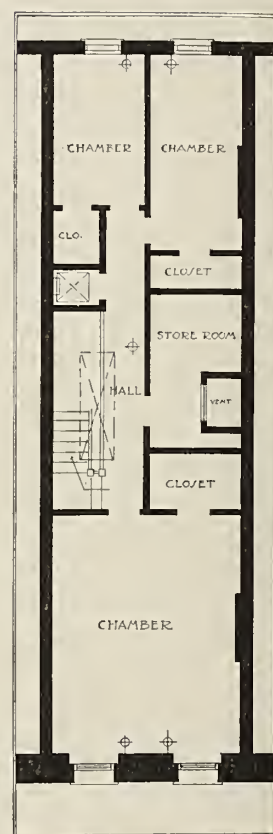 CHAMBER
CHAMBER
CLO.
CLOSET
STORE ROOM
HALL
VENT
CLOSET
CHAMBER